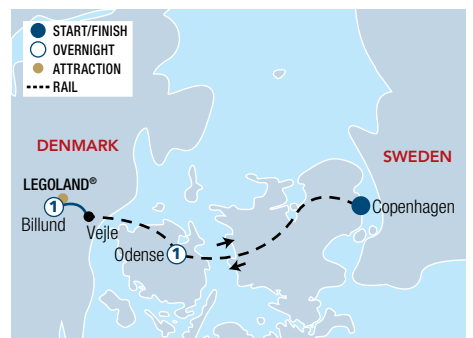 START/FINISH
OVERNIGHT
ATTRACTION
RAIL
DENMARK
SWEDEN
LEGOLAND®
1
Billund
Vejle
Odense
1
Copenhagen